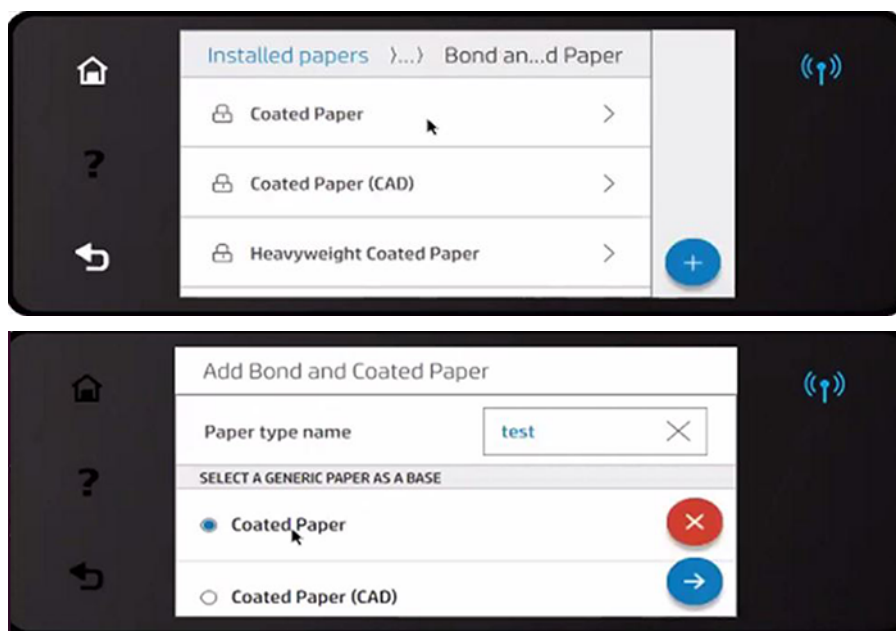 Installed papers 〉...〉 Bond an...d Paper
Coated Paper
Coated Paper (CAD)
Heavyweight Coated Paper
Add Bond and Coated Paper
Paper type name test
SELECT A GENERIC PAPER AS A BASE
Coated Paper
Coated Paper (CAD)